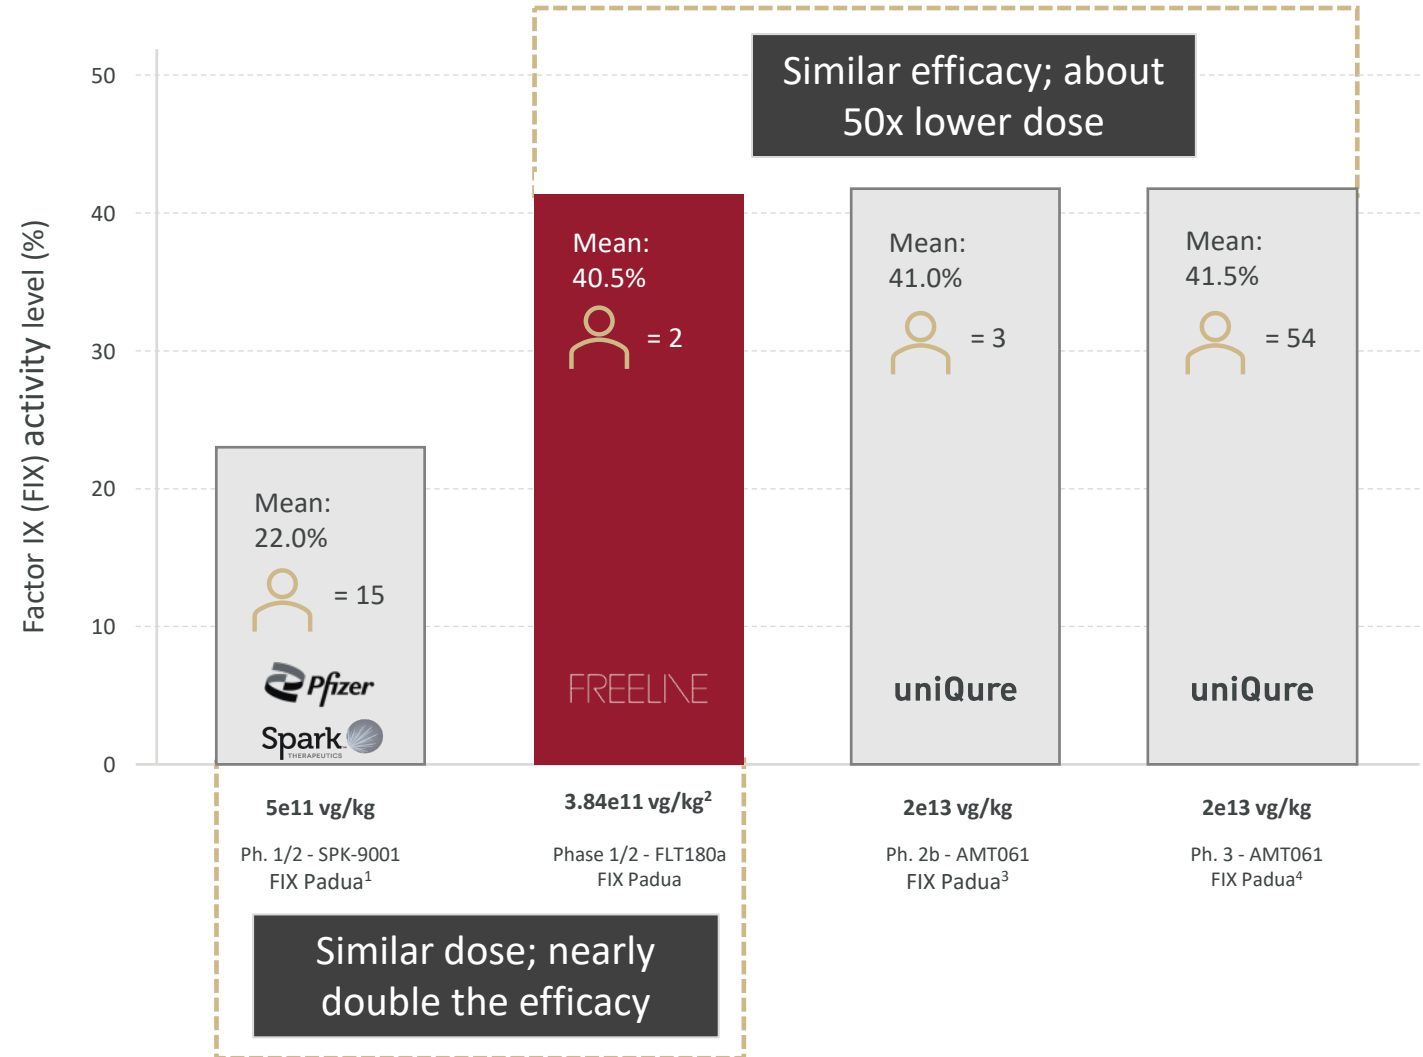 Similar efficacy; about
50x lower dose
Factor IX (FIX) activity level (%)
50
40
30
20
10
0
Mean:
22.0%
= 15
Pfizer
Spark
THERAPEUTICS
Mean:
40.5%
= 2
FREELINE
Mean:
41.0%
= 3
uniQure
Mean:
41.5%
= 54
uniQure
5e11 vg/kg
Ph. 1/2 - SPK-9001
FIX Padua¹
3.84e11 vg/kg²
Phase 1/2 - FLT180a
FIX Padua
2e13 vg/kg
Ph. 2b - AMT061
FIX Padua³
2e13 vg/kg
Ph. 3 - AMT061
FIX Padua⁴
Similar dose; nearly
double the efficacy